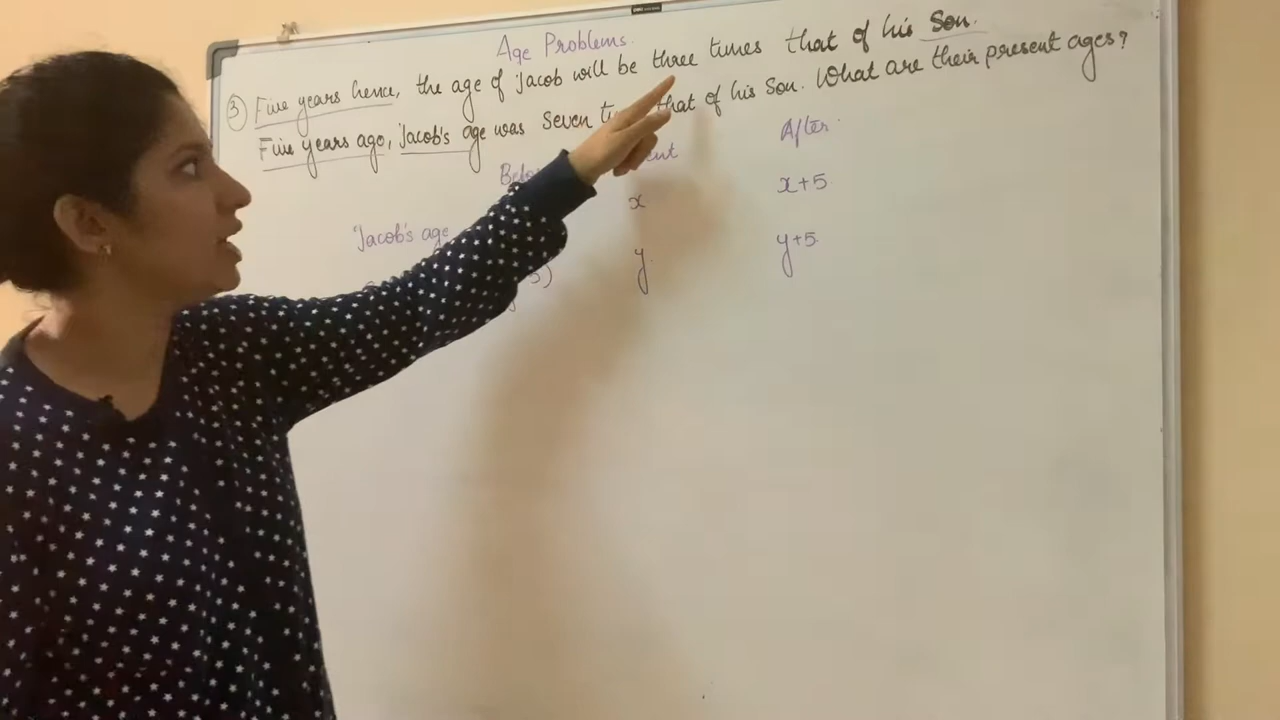 Age Problems.
③ Five years hence, the age of Jacob will be three times that of his Son.
Five years ago, Jacob's age was seven that of his Son. What are their present ages?
After
x x+5
Jacob's age
y y+5